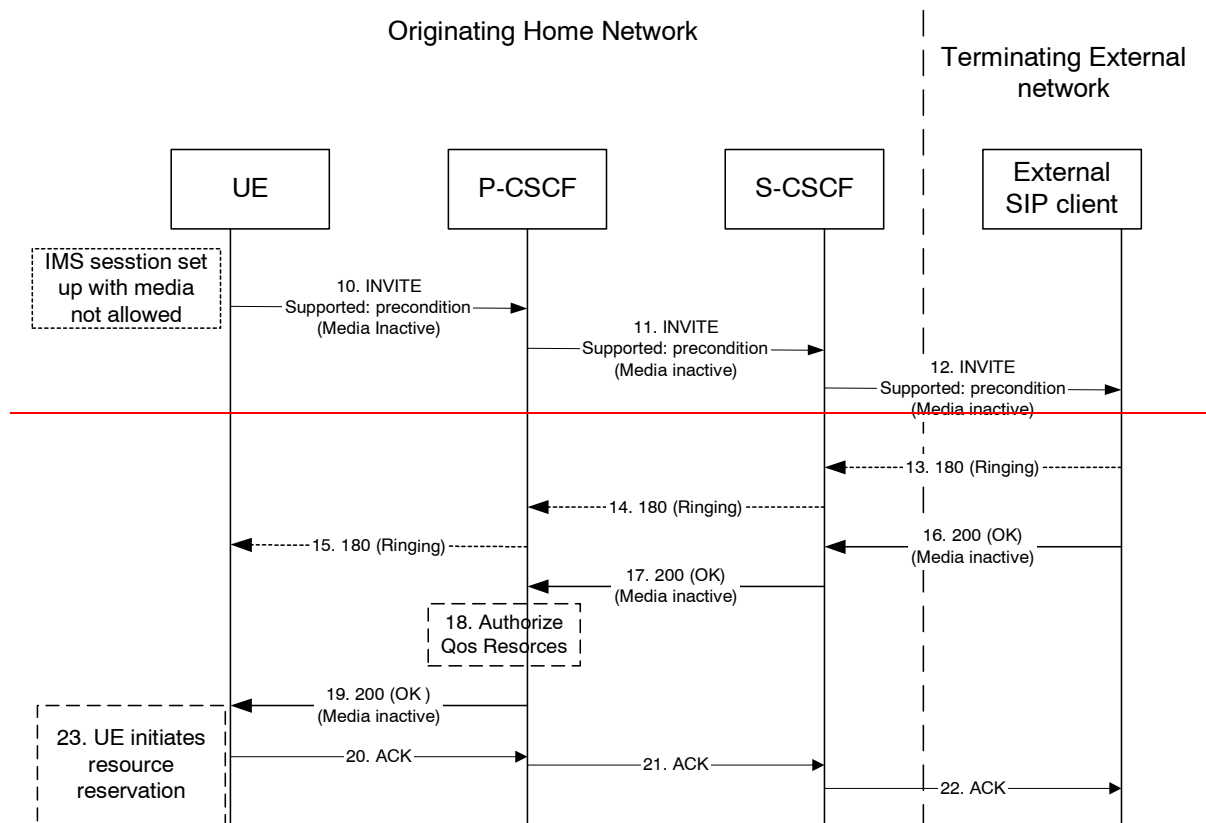 Originating Home Network
Terminating External
network
UE
P-CSCF
S-CSCF
External
SIP client
IMS sesstion set
up with media
not allowed
10. INVITE
Supported: precondition
(Media Inactive)
11. INVITE
Supported: precondition
(Media inactive)
12. INVITE
Supported: precondition
(Media inactive)
13. 180 (Ringing)
14. 180 (Ringing)
15. 180 (Ringing)
16. 200 (OK)
(Media inactive)
17. 200 (OK)
(Media inactive)
18. Authorize
Qos Resorces
19. 200 (OK )
(Media inactive)
23. UE initiates
resource
reservation
20. ACK
21. ACK
22. ACK